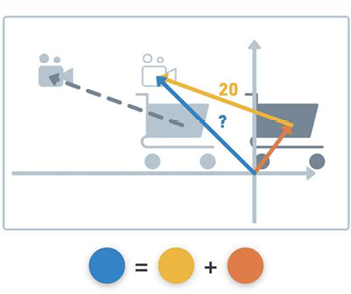 20
?
= +